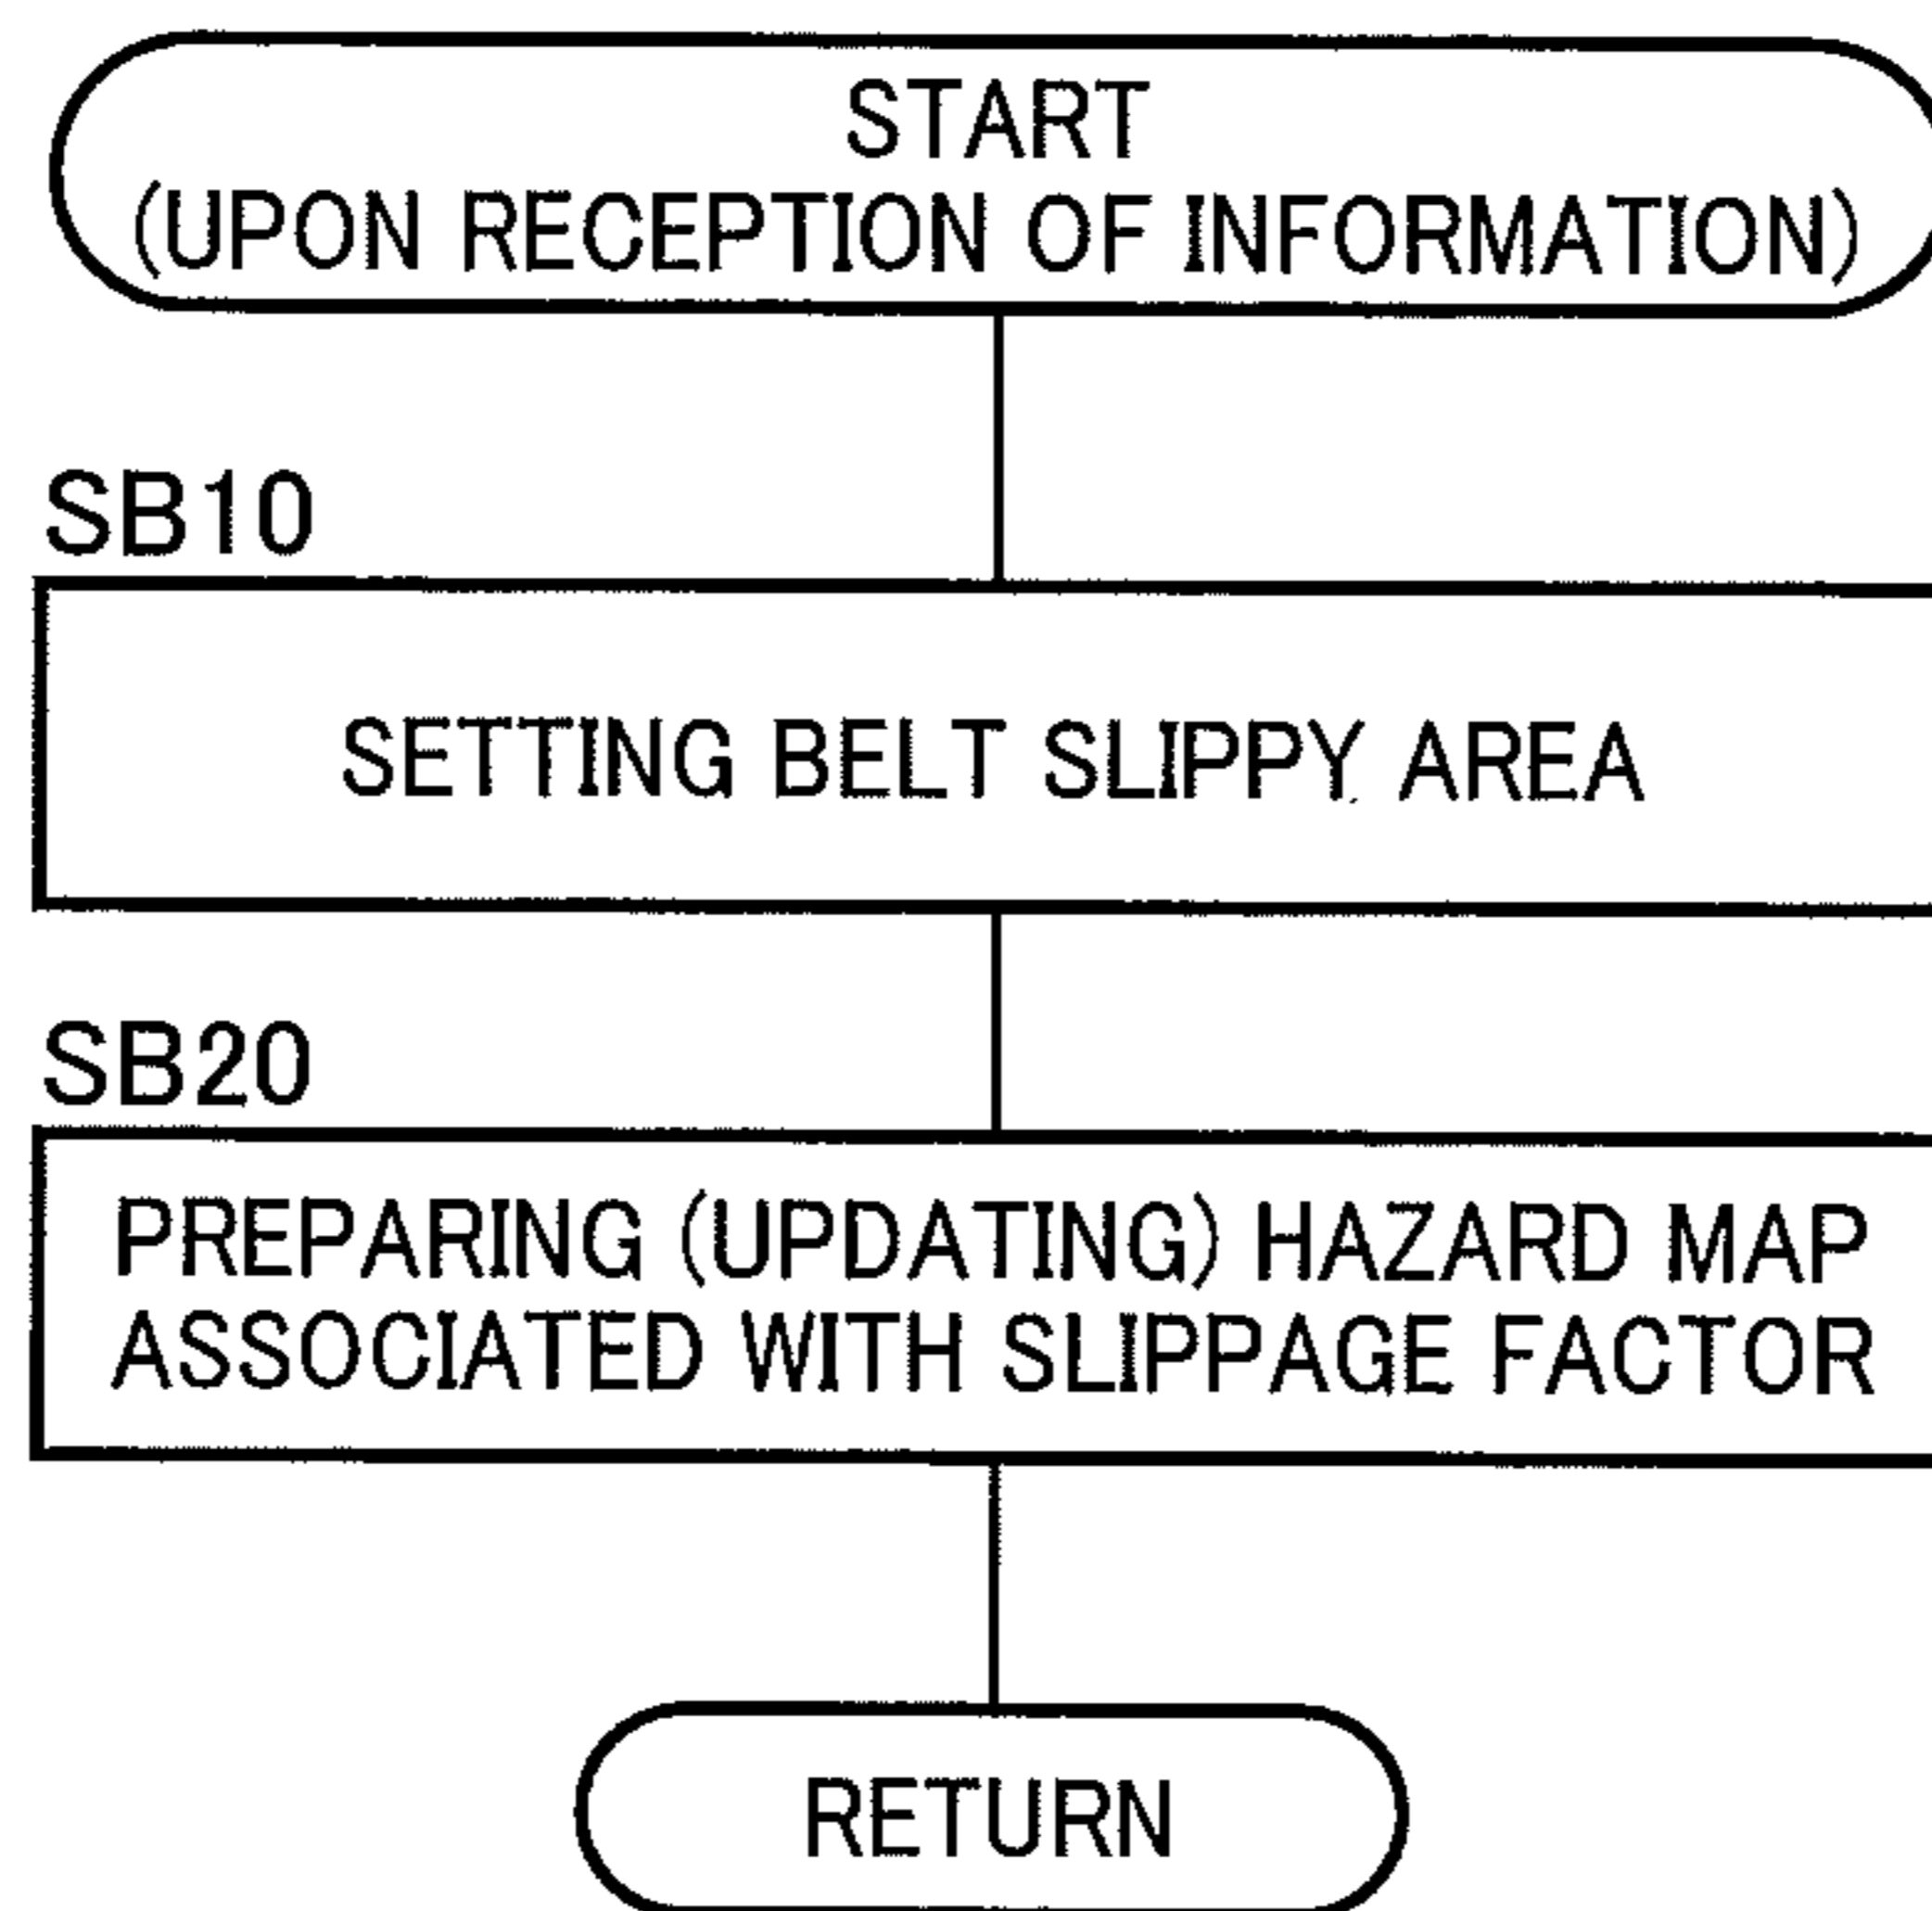 START
(UPON RECEPTION OF INFORMATION)
SB10
SETTING BELT SLIPPY AREA
SB20
PREPARING (UPDATING) HAZARD MAP
ASSOCIATED WITH SLIPPAGE FACTOR
RETURN